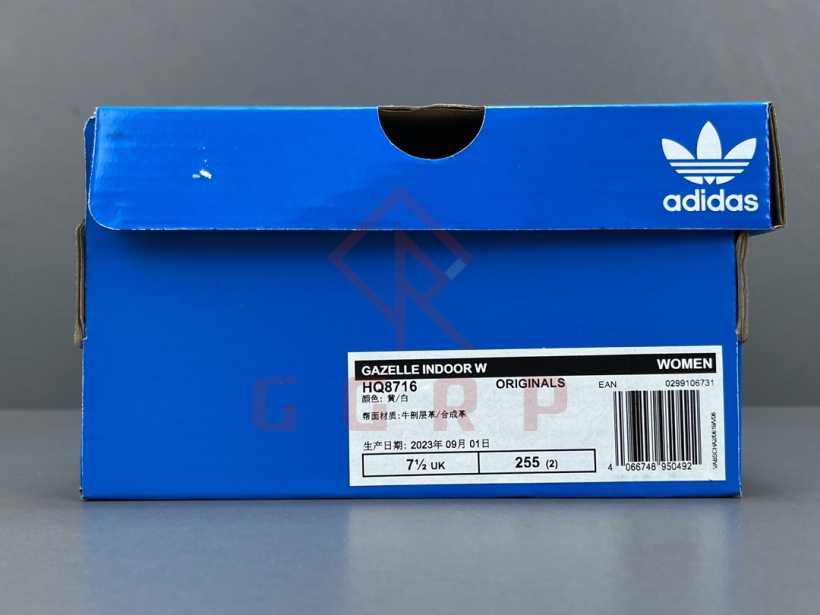 adidas
GAZELLE INDOOR W WOMEN
HQ8716 ORIGINALS EAN 0299106731
颜色: 黄/白
帮面材质: 牛剖层革/合成革
生产日期: 2023年 09月 01日
7½ UK 255 (2)
4 066748 950492
GGRP